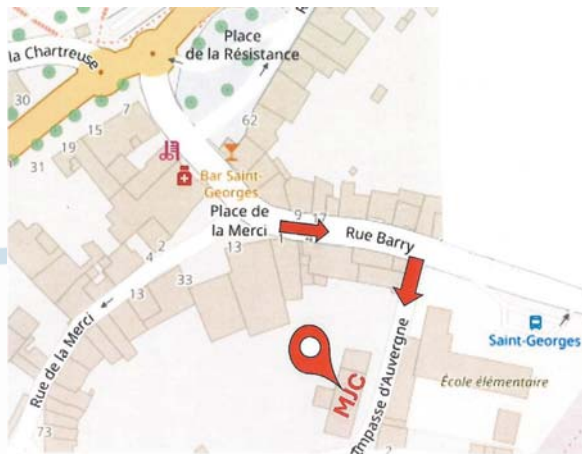 la Chartreuse
Place
de la Résistance
30
7
15
19
31
62
Bar Saint-
Georges
Place de
la Merci
9
17
1
13
Rue Barry
2
4
13
33
Rue de la Merci
73
MJC
Impasse d'Auvergne
2
Saint-Georges
École élémentaire